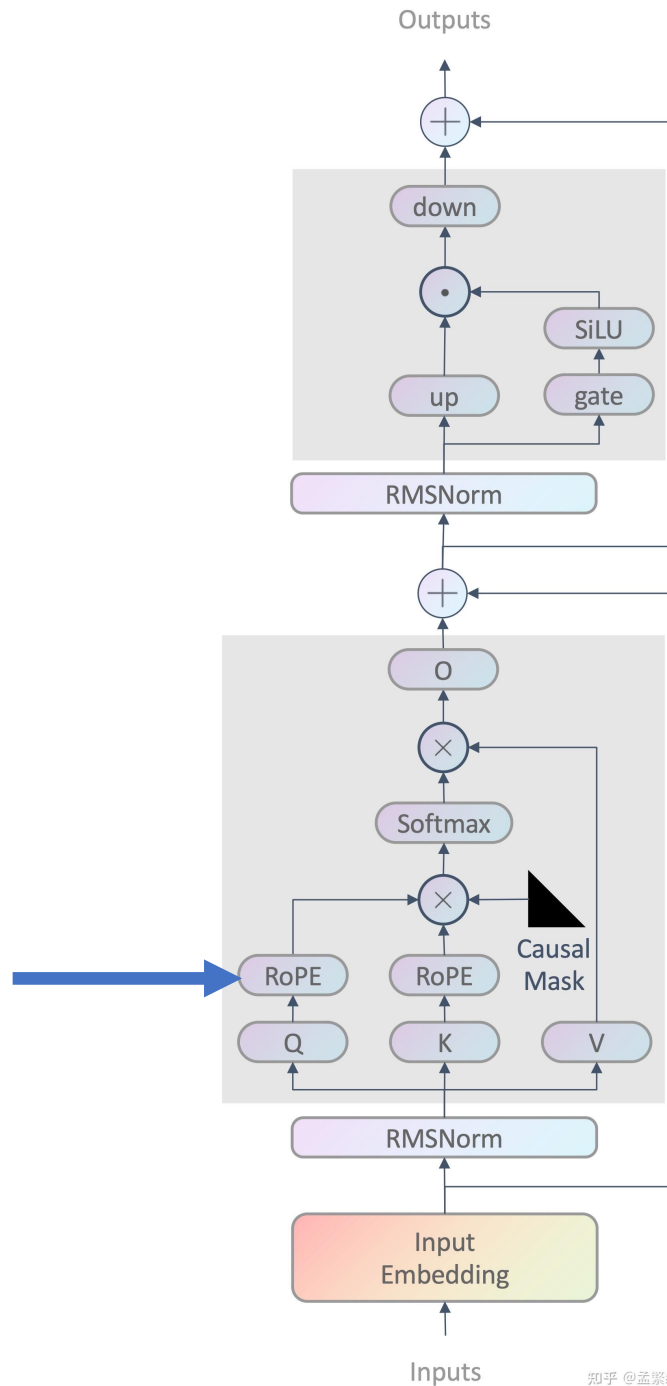 Outputs
down
SiLU
up
gate
RMSNorm
O
Softmax
Causal
Mask
RoPE
RoPE
Q
K
V
RMSNorm
Input
Embedding
Inputs
知乎 @孟繁